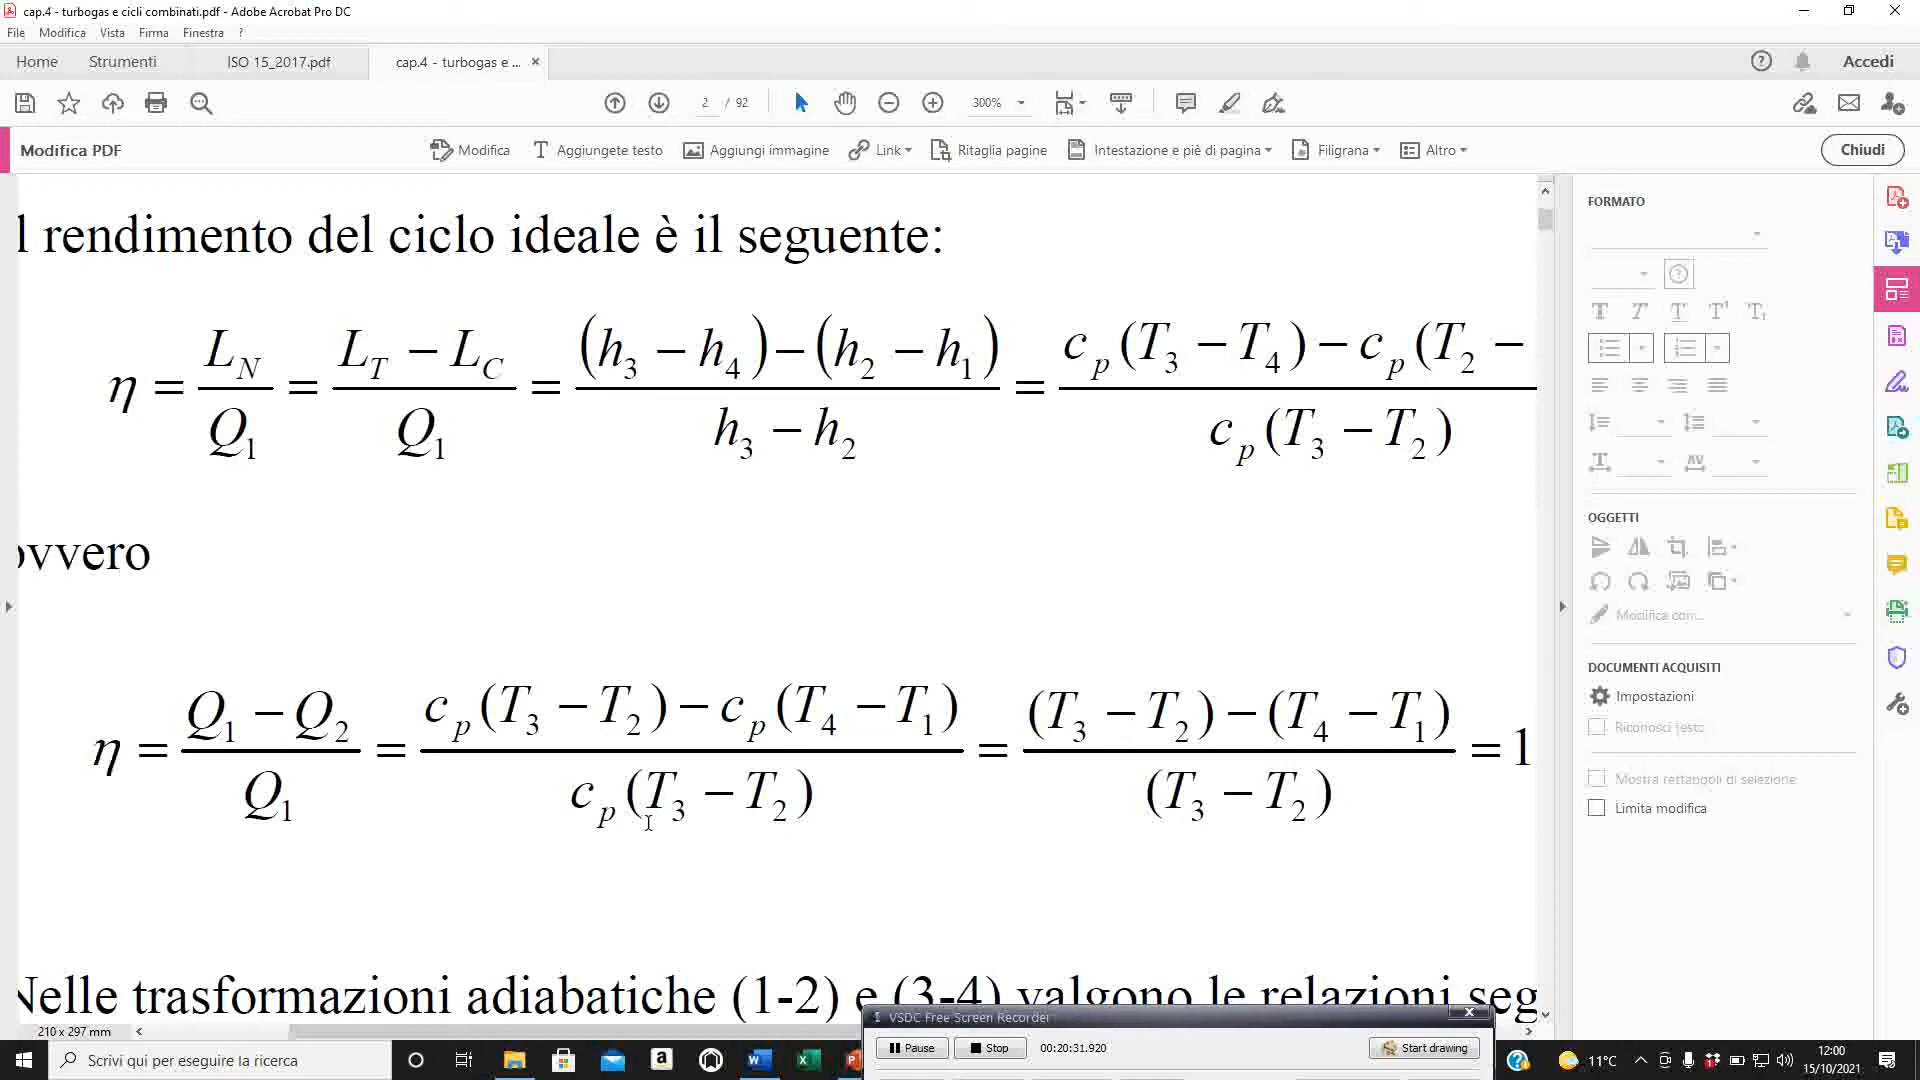 cap.4 - turbogas e cicli combinati.pdf - Adobe Acrobat Pro DC
File Modifica Vista Firma Finestra ?
Home Strumenti ISO 15_2017.pdf cap.4 - turbogas e ... × Accedi
2 / 92 300%
Modifica PDF Modifica Aggiungete testo Aggiungi immagine Link Ritaglia pagine Intestazione e piè di pagina Filigrana Altro Chiudi
l rendimento del ciclo ideale è il seguente:
η = L_N / Q_1 = (L_T − L_C) / Q_1 = ((h_3 − h_4) − (h_2 − h_1)) / (h_3 − h_2) = (c_p (T_3 − T_4) − c_p (T_2 −) / (c_p (T_3 − T_2))
ovvero
η = (Q_1 − Q_2) / Q_1 = (c_p (T_3 − T_2) − c_p (T_4 − T_1)) / (c_p (T_3 − T_2)) = ((T_3 − T_2) − (T_4 − T_1)) / (T_3 − T_2) = 1
Nelle trasformazioni adiabatiche (1-2) e (3-4) valgono le relazioni seg
210 x 297 mm
FORMATO
OGGETTI
Modifica con...
DOCUMENTI ACQUISITI
Impostazioni
Riconosci testo
Mostra rettangoli di selezione
Limita modifica
VSDC Free Screen Recorder
Pause Stop 00:20:31.920 Start drawing
Scrivi qui per eseguire la ricerca
11°C
12:00
15/10/2021